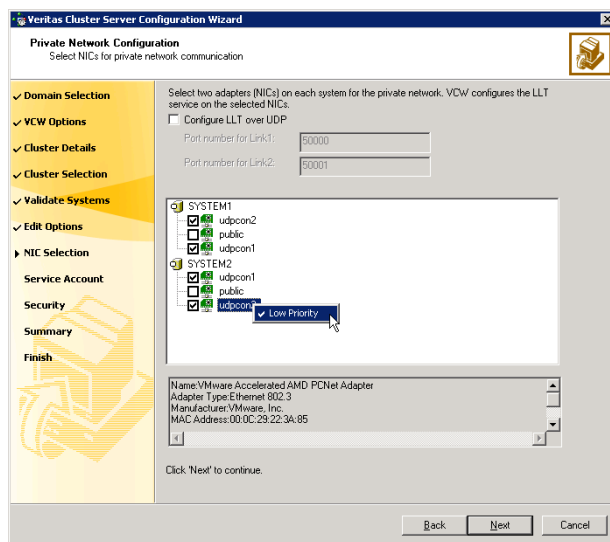 Veritas Cluster Server Configuration Wizard
Private Network Configuration
Select NICs for private network communication
Domain Selection
VCW Options
Cluster Details
Cluster Selection
Validate Systems
Edit Options
NIC Selection
Service Account
Security
Summary
Finish
Select two adapters (NICs) on each system for the private network. VCW configures the LLT
service on the selected NICs.
Configure LLT over UDP
Port number for Link1:
50000
Port number for Link2:
50001
SYSTEM1
udpcon2
public
udpcon1
SYSTEM2
udpcon1
public
Low Priority
Name:VMware Accelerated AMD PCNet Adapter
Adapter Type:Ethernet 802.3
Manufacturer:VMware, Inc.
MAC Address:00:0C:29:22:3A:85
Click 'Next' to continue.
Back
Next
Cancel